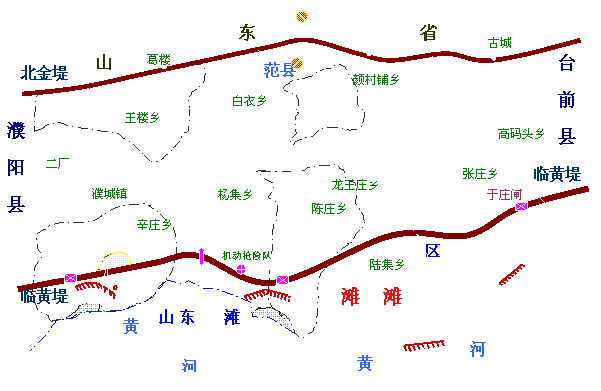 山 东 省
古城
葛楼
北金堤
范县
台前县
颜村铺乡
白衣乡
王楼乡
濮阳县
高码头乡
二厂
张庄乡
临黄堤
濮城镇
杨集乡
龙王庄乡
于庄闸
陈庄乡
辛庄乡
区
机动抢险队
陆集乡
临黄堤
滩 滩
黄
山东 滩
河
黄
河